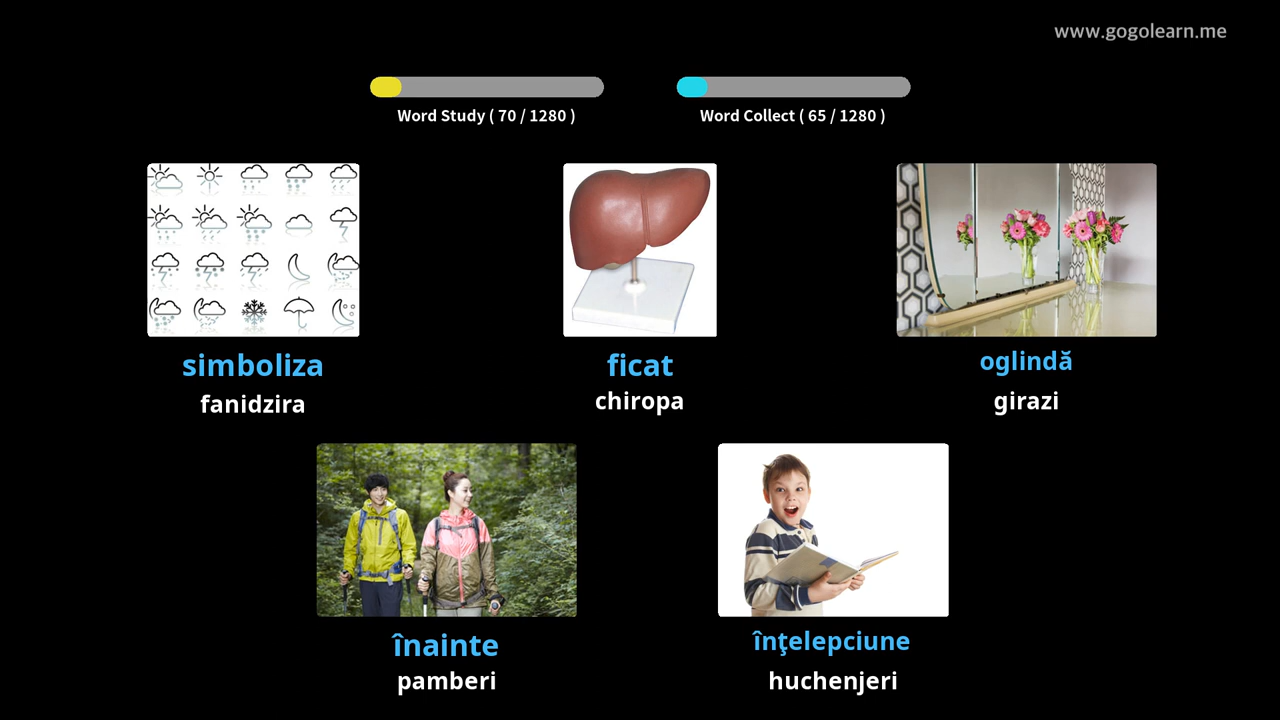 www.gogolearn.me
Word Study ( 70 / 1280 )
Word Collect ( 65 / 1280 )
simboliza
fanidzira
ficat
chiropa
oglindă
girazi
înainte
pamberi
înţelepciune
huchenjeri